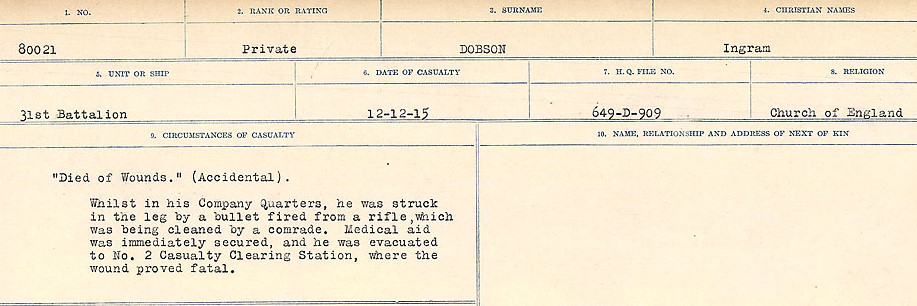 1. NO. 2. RANK OR RATING 3. SURNAME 4. CHRISTIAN NAMES
80021 Private DOBSON Ingram
5. UNIT OR SHIP 6. DATE OF CASUALTY 7. H. Q. FILE NO. 8. RELIGION
31st Battalion 12-12-15 649-D-909 Church of England
9. CIRCUMSTANCES OF CASUALTY 10. NAME, RELATIONSHIP AND ADDRESS OF NEXT OF KIN
"Died of Wounds." (Accidental).
Whilst in his Company Quarters, he was struck
in the leg by a bullet fired from a rifle,which
was being cleaned by a comrade. Medical aid
was immediately secured, and he was evacuated
to No. 2 Casualty Clearing Station, where the
wound proved fatal.